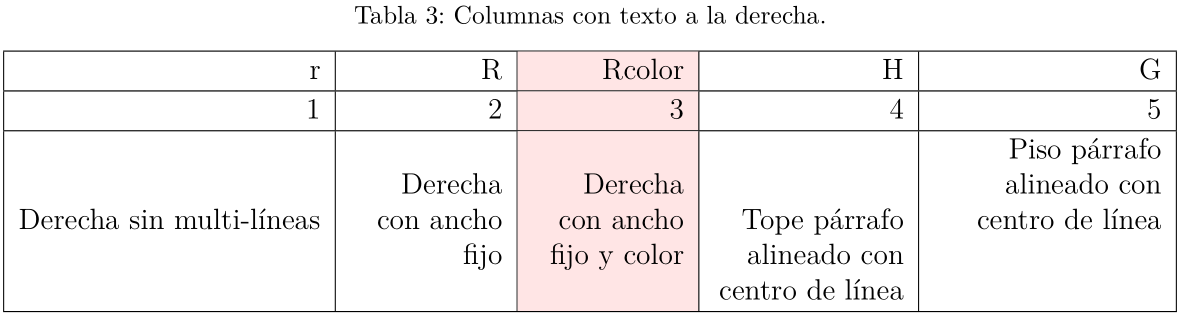 Tabla 3: Columnas con texto a la derecha.
r R Rcolor H G
1 2 3 4 5
Derecha sin multi-líneas
Derecha
con ancho
fijo
Derecha
con ancho
fijo y color
Tope párrafo
alineado con
centro de línea
Piso párrafo
alineado con
centro de línea